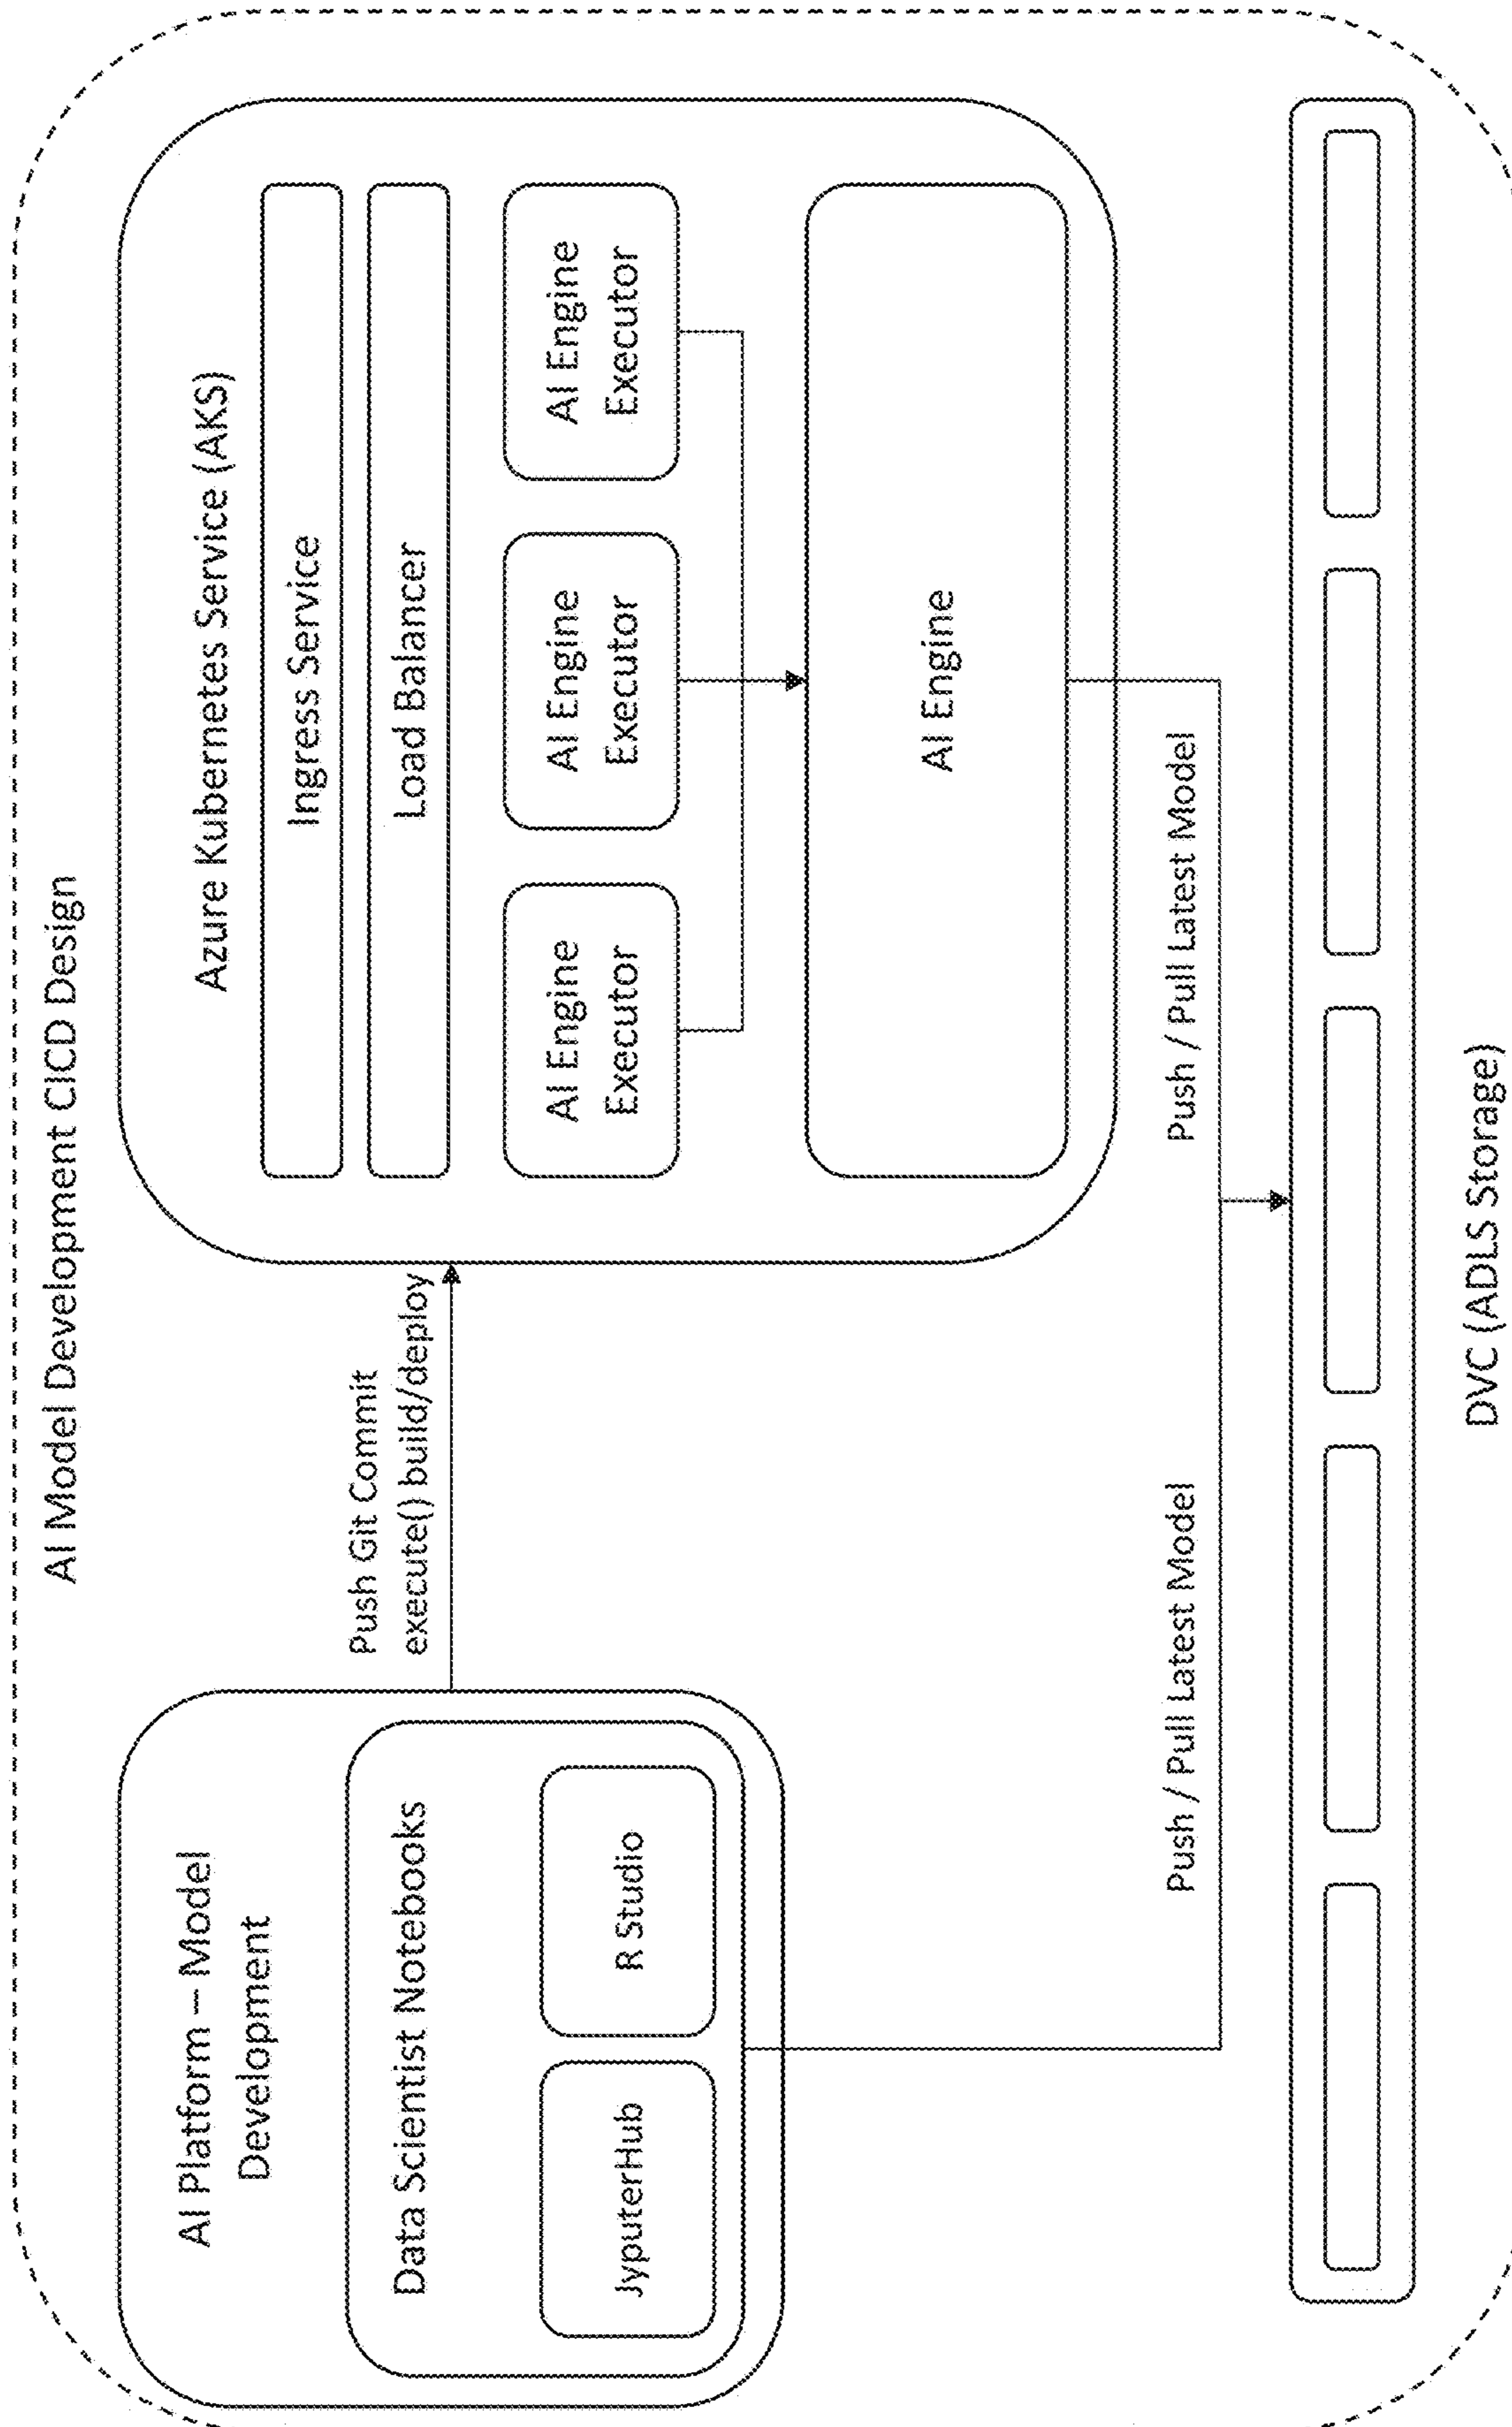 AI Model Development CICD Design
AI Platform – Model
Development
Data Scientist Notebooks
JyputerHub
R Studio
Push Git Commit
execute() build/deploy
Azure Kubernetes Service (AKS)
Ingress Service
Load Balancer
AI Engine
Executor
AI Engine
Executor
AI Engine
Executor
AI Engine
Push / Pull Latest Model
Push / Pull Latest Model
DVC (ADLS Storage)